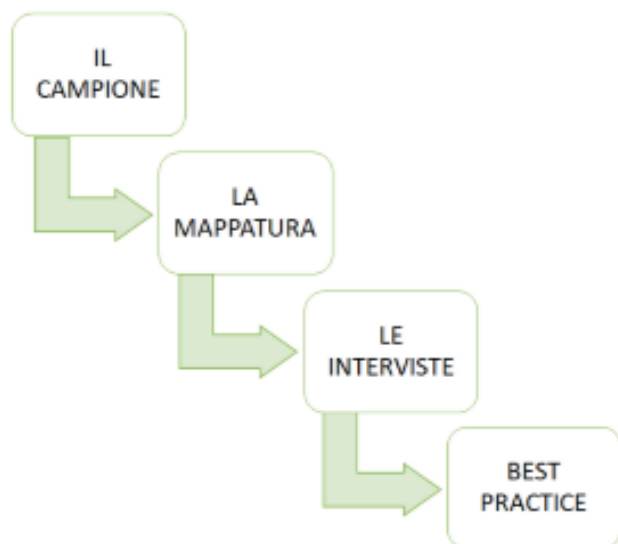 IL
CAMPIONE
LA
MAPPATURA
LE
INTERVISTE
BEST
PRACTICE